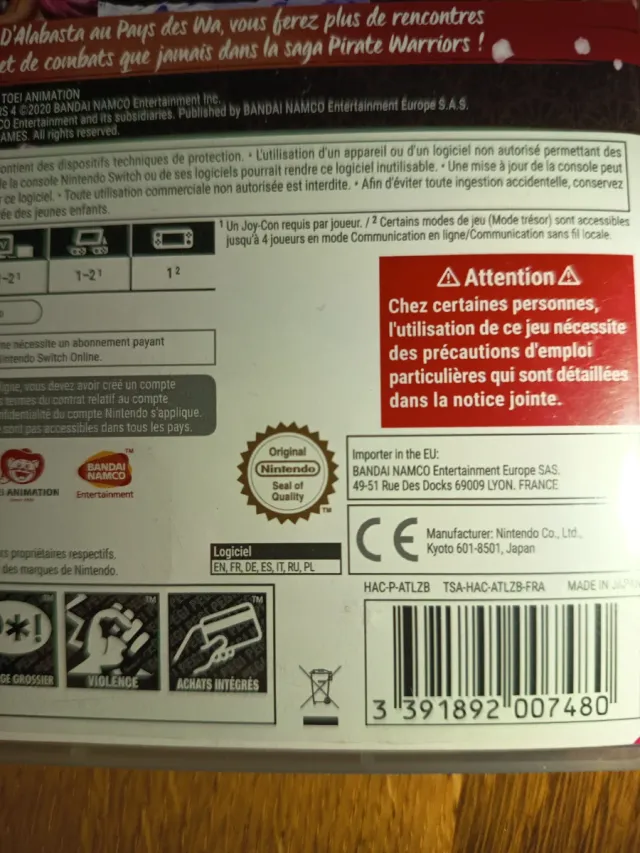 D'Alabasta au Pays des Wa, vous ferez plus de rencontres
et de combats que jamais dans la saga Pirate Warriors !
TOEI ANIMATION
4 ©2020 BANDAI NAMCO Entertainment Inc.
Entertainment and its subsidiaries. Published by BANDAI NAMCO Entertainment Europe S.A.S.
All rights reserved.
contient des dispositifs techniques de protection. • L'utilisation d'un appareil ou d'un logiciel non autorisé permettant des
de la console Nintendo Switch ou de ses logiciels pourrait rendre ce logiciel inutilisable. • Une mise à jour de la console peut
ce logiciel. • Toute utilisation commerciale non autorisée est interdite. • Afin d'éviter toute ingestion accidentelle, conservez
des jeunes enfants.
¹ Un Joy-Con requis par joueur. / ² Certains modes de jeu (Mode trésor) sont accessibles
jusqu'à 4 joueurs en mode Communication en ligne/Communication sans fil locale.
TV
-2¹ 1-2¹ 1²
⚠ Attention ⚠
Chez certaines personnes,
l'utilisation de ce jeu nécessite
des précautions d'emploi
particulières qui sont détaillées
dans la notice jointe.
nécessite un abonnement payant
Nintendo Switch Online.
ligne, vous devez avoir créé un compte
termes du contrat relatif au compte
confidentialité du compte Nintendo s'applique.
sont pas accessibles dans tous les pays.
ANIMATION
BANDAI
NAMCO
Entertainment
Original
Nintendo
Seal of
Quality
TM
Importer in the EU:
BANDAI NAMCO Entertainment Europe SAS.
49-51 Rue Des Docks 69009 LYON. FRANCE
CE
Manufacturer: Nintendo Co., Ltd.,
Kyoto 601-8501, Japan
propriétaires respectifs.
des marques de Nintendo.
Logiciel
EN, FR, DE, ES, IT, RU, PL
HAC-P-ATLZB TSA-HAC-ATLZB-FRA MADE IN JAPAN
*!
GROSSIER
VIOLENCE
ACHATS INTÉGRÉS
3 391892 007480